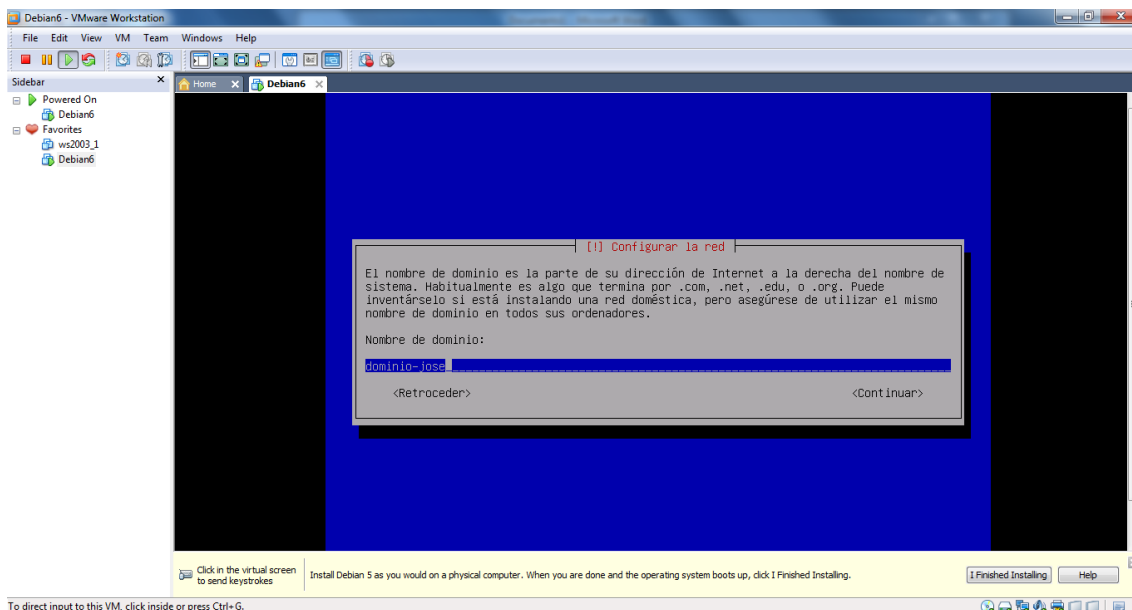 Debian6 - VMware Workstation
File Edit View VM Team Windows Help
Sidebar
Home
Debian6
Powered On
Debian6
Favorites
ws2003_1
Debian6
[!] Configurar la red
El nombre de dominio es la parte de su dirección de Internet a la derecha del nombre de
sistema. Habitualmente es algo que termina por .com, .net, .edu, o .org. Puede
inventárselo si está instalando una red doméstica, pero asegúrese de utilizar el mismo
nombre de dominio en todos sus ordenadores.
Nombre de dominio:
dominio-jose
<Retroceder> <Continuar>
Click in the virtual screen
to send keystrokes
Install Debian 5 as you would on a physical computer. When you are done and the operating system boots up, click I Finished Installing.
I Finished Installing
Help
To direct input to this VM, click inside or press Ctrl+G.